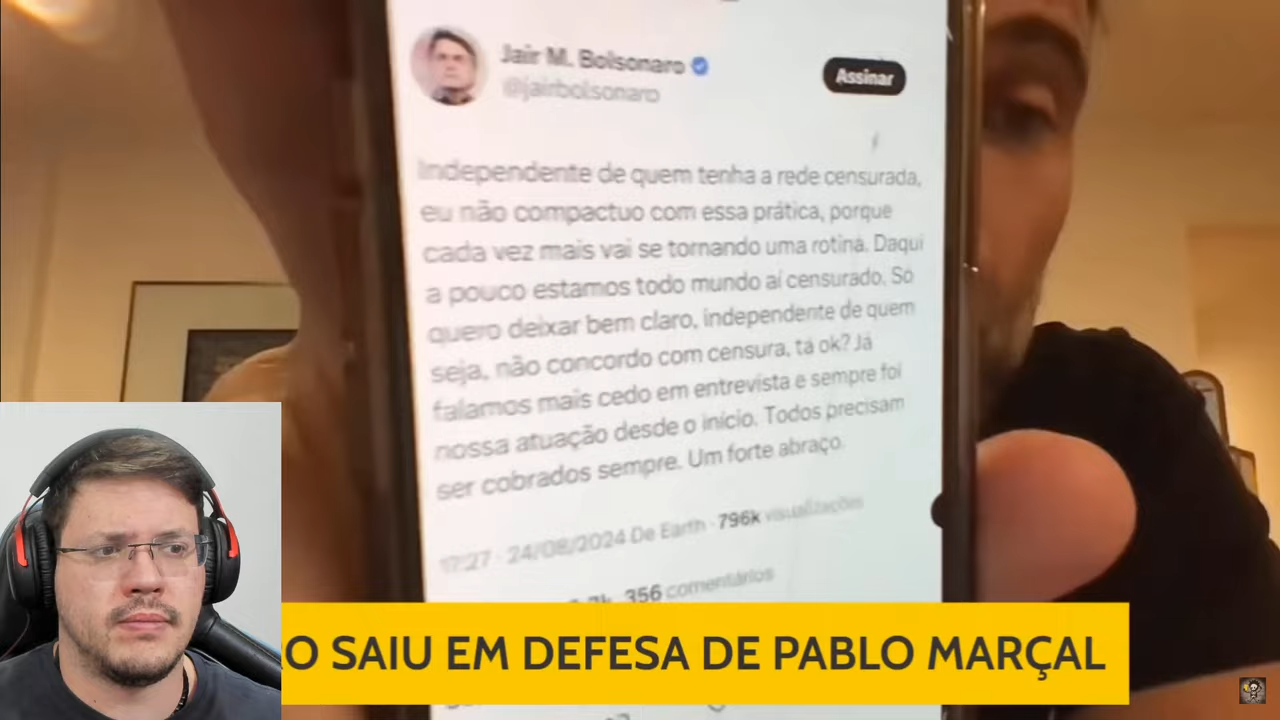 Jair M. Bolsonaro
@jairbolsonaro
Assinar
Independente de quem tenha a rede censurada,
eu não compactuo com essa prática, porque
cada vez mais vai se tornando uma rotina. Daqui
a pouco estamos todo mundo aí censurado. Só
quero deixar bem claro, independente de quem
seja, não concordo com censura, tá ok? Já
falamos mais cedo em entrevista e sempre foi
nossa atuação desde o início. Todos precisam
ser cobrados sempre. Um forte abraço.
17:27 · 24/08/2024 De Earth · 796k visualizações
356 comentários
O SAIU EM DEFESA DE PABLO MARÇAL